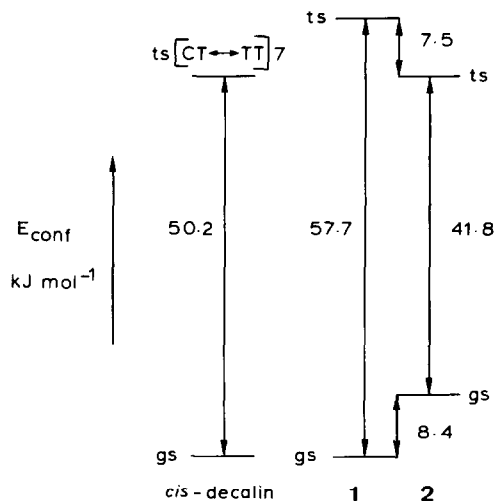 ts
7.5
ts [CT↔TT] 7
ts
E conf
kJ mol⁻¹
50.2
57.7
41.8
gs
8.4
gs
gs
cis - decalin
1
2